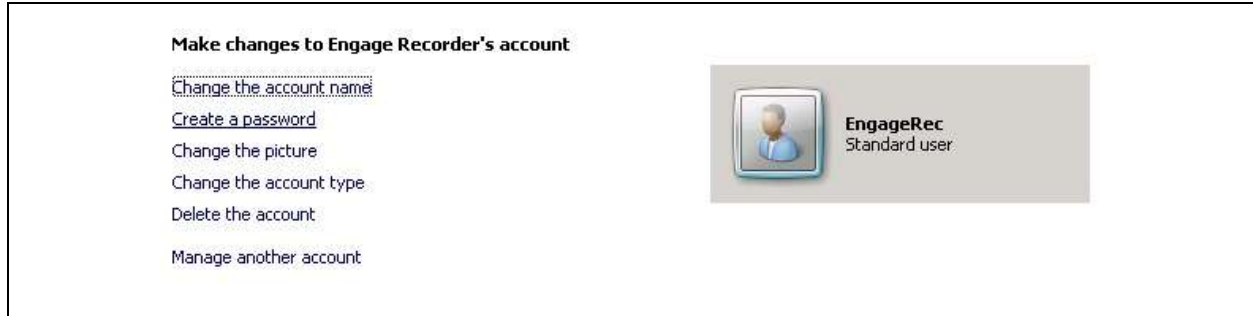 Make changes to Engage Recorder's account
Change the account name
Create a password
Change the picture
Change the account type
Delete the account
Manage another account
EngageRec
Standard user